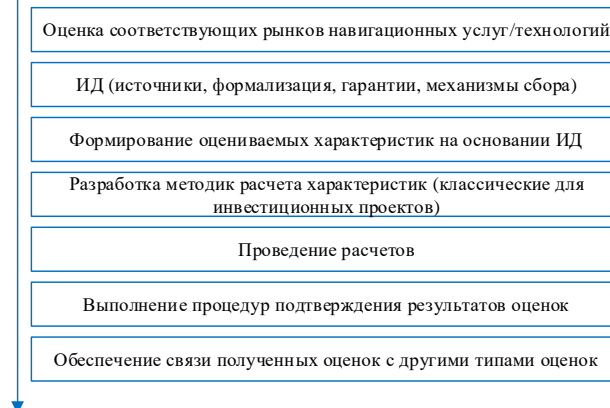 Оценка соответствующих рынков навигационных услуг/технологий
ИД (источники, формализация, гарантии, механизмы сбора)
Формирование оцениваемых характеристик на основании ИД
Разработка методик расчета характеристик (классические для
инвестиционных проектов)
Проведение расчетов
Выполнение процедур подтверждения результатов оценок
Обеспечение связи полученных оценок с другими типами оценок